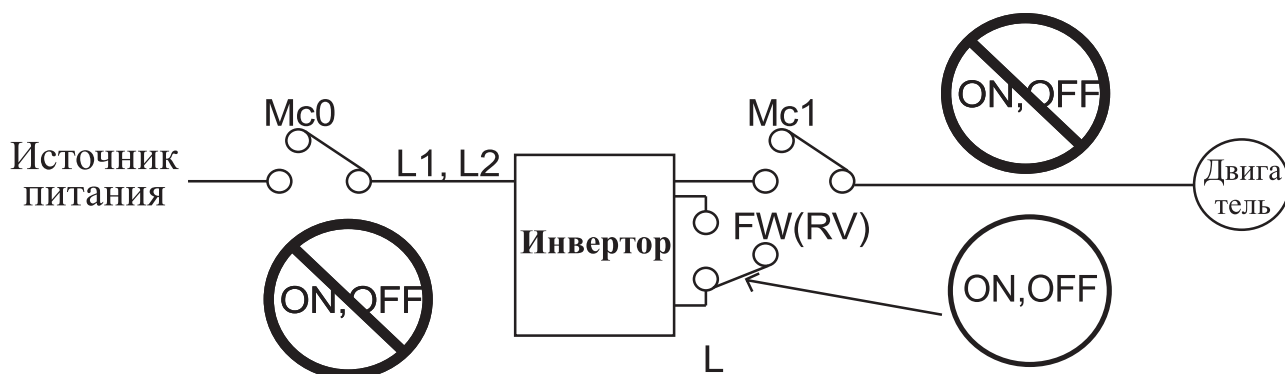 ON,OFF
Mc0
Mc1
Источник
питания
L1, L2
Двига
тель
FW(RV)
Инвертор
ON,OFF
ON,OFF
L